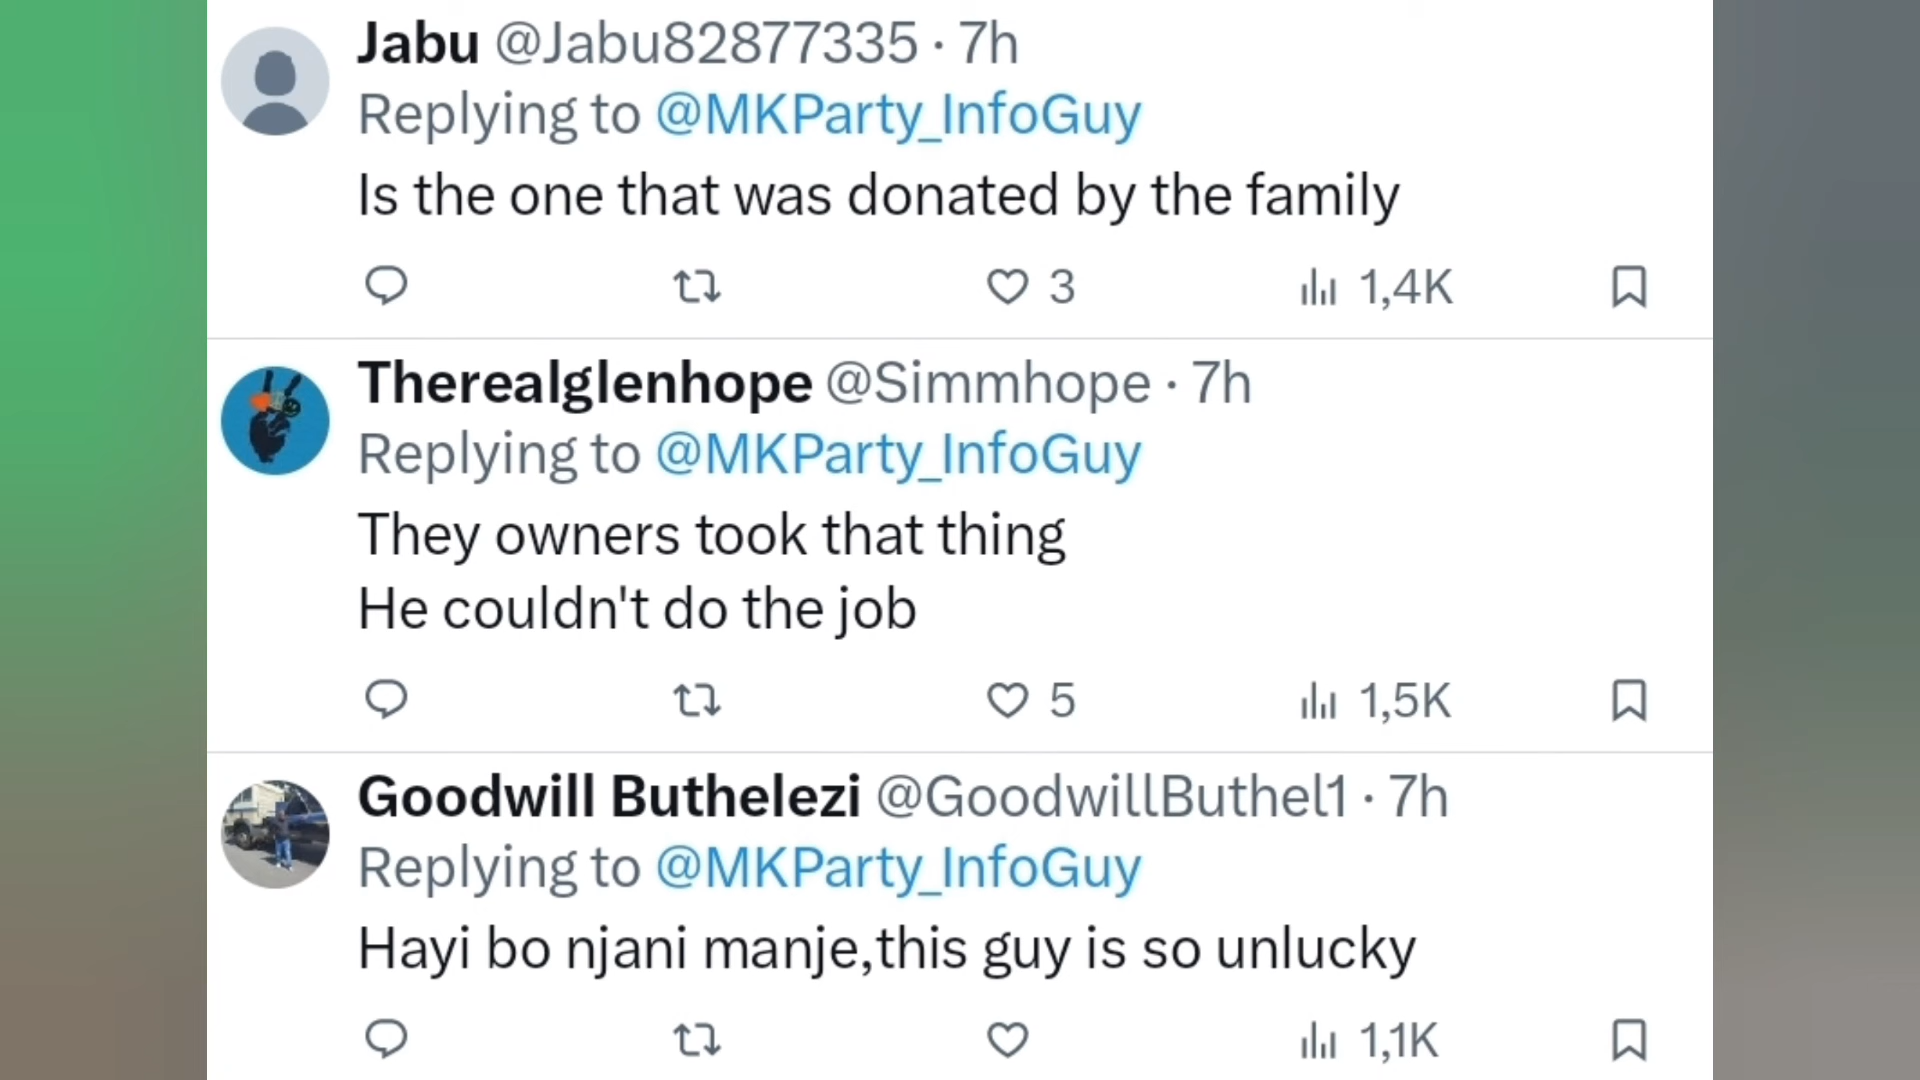 Jabu @Jabu82877335 · 7h
Replying to @MKParty_InfoGuy
Is the one that was donated by the family
3 1,4K
Therealglenhope @Simmhope · 7h
Replying to @MKParty_InfoGuy
They owners took that thing
He couldn't do the job
5 1,5K
Goodwill Buthelezi @GoodwillButhel1 · 7h
Replying to @MKParty_InfoGuy
Hayi bo njani manje,this guy is so unlucky
1,1K